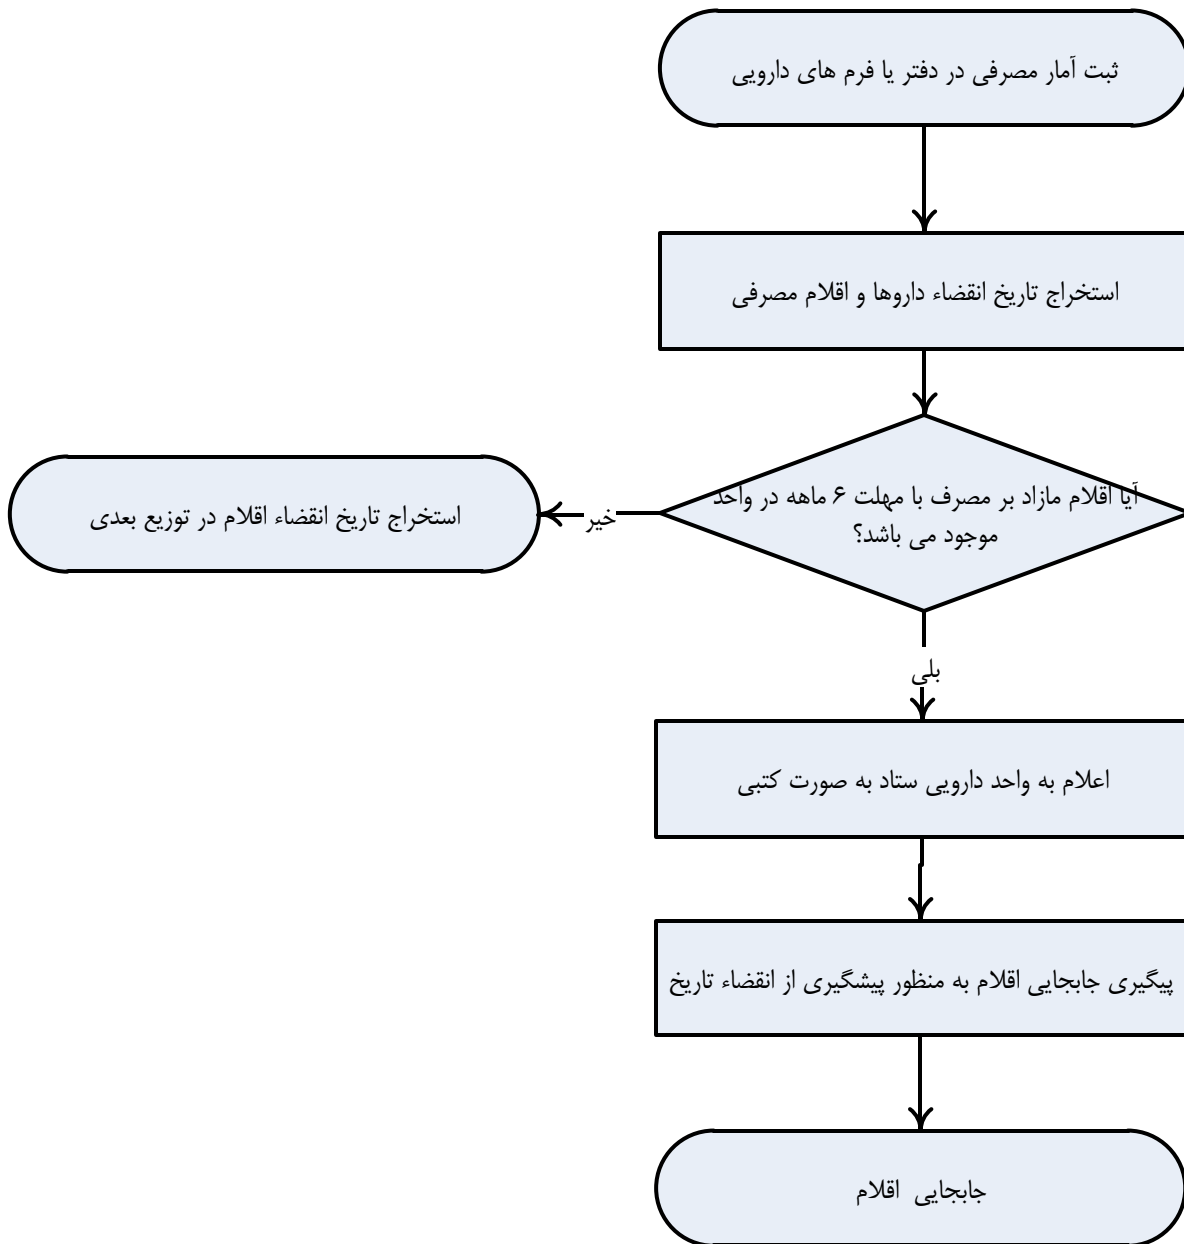 ثبت آمار مصرفی در دفتر یا فرم های دارویی
استخراج تاریخ انقضاء داروها و اقلام مصرفی
آیا اقلام مازاد بر مصرف با مهلت ۶ ماهه در واحد
موجود می باشد؟
خیر
استخراج تاریخ انقضاء اقلام در توزیع بعدی
بلی
اعلام به واحد دارویی ستاد به صورت کتبی
پیگیری جابجایی اقلام به منظور پیشگیری از انقضاء تاریخ
جابجایی اقلام